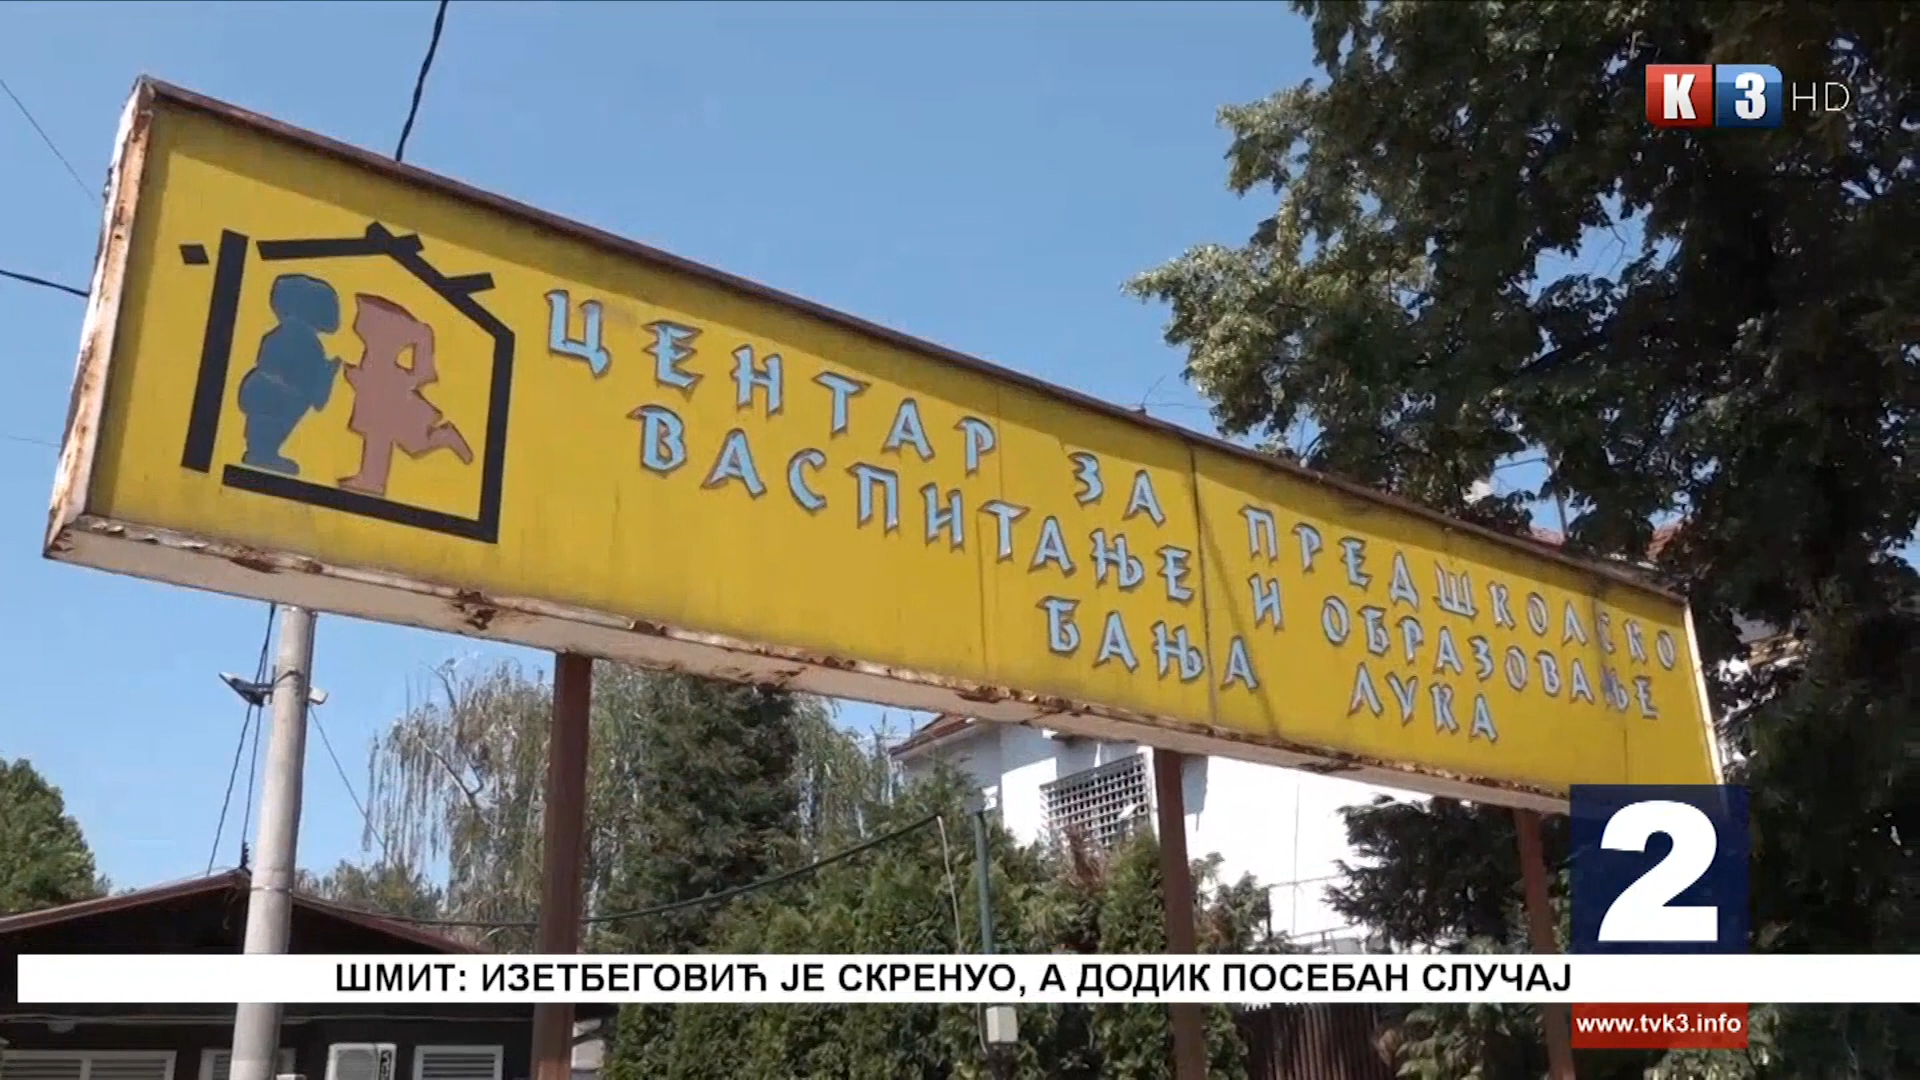 К3 HD
ЦЕНТАР ЗА ПРЕДШКОЛСКО
ВАСПИТАЊЕ И ОБРАЗОВАЊЕ
БАЊА ЛУКА
2
ШМИТ: ИЗЕТБЕГОВИЋ ЈЕ СКРЕНУО, А ДОДИК ПОСЕБАН СЛУЧАЈ
www.tvk3.info